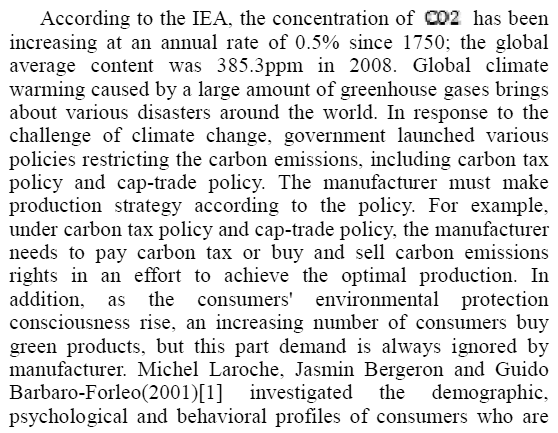 According to the IEA, the concentration of CO2 has been
increasing at an annual rate of 0.5% since 1750; the global
average content was 385.3ppm in 2008. Global climate
warming caused by a large amount of greenhouse gases brings
about various disasters around the world. In response to the
challenge of climate change, government launched various
policies restricting the carbon emissions, including carbon tax
policy and cap-trade policy. The manufacturer must make
production strategy according to the policy. For example,
under carbon tax policy and cap-trade policy, the manufacturer
needs to pay carbon tax or buy and sell carbon emissions
rights in an effort to achieve the optimal production. In
addition, as the consumers' environmental protection
consciousness rise, an increasing number of consumers buy
green products, but this part demand is always ignored by
manufacturer. Michel Laroche, Jasmin Bergeron and Guido
Barbaro-Forleo(2001)[1] investigated the demographic,
psychological and behavioral profiles of consumers who are